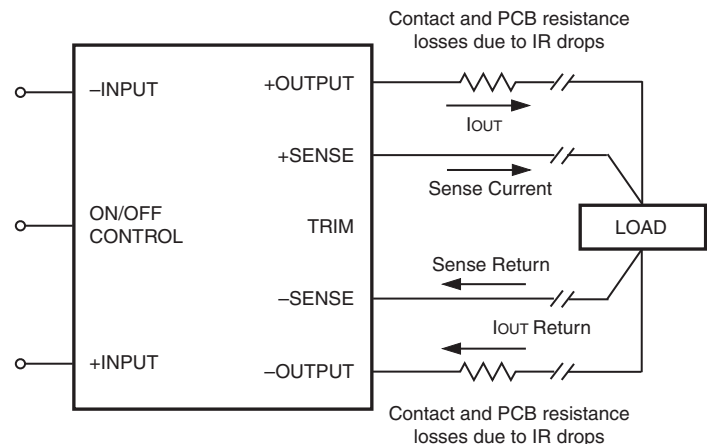 Contact and PCB resistance
losses due to IR drops
–INPUT
+OUTPUT
IOUT
+SENSE
Sense Current
ON/OFF
CONTROL
TRIM
LOAD
Sense Return
–SENSE
IOUT Return
+INPUT
–OUTPUT
Contact and PCB resistance
losses due to IR drops